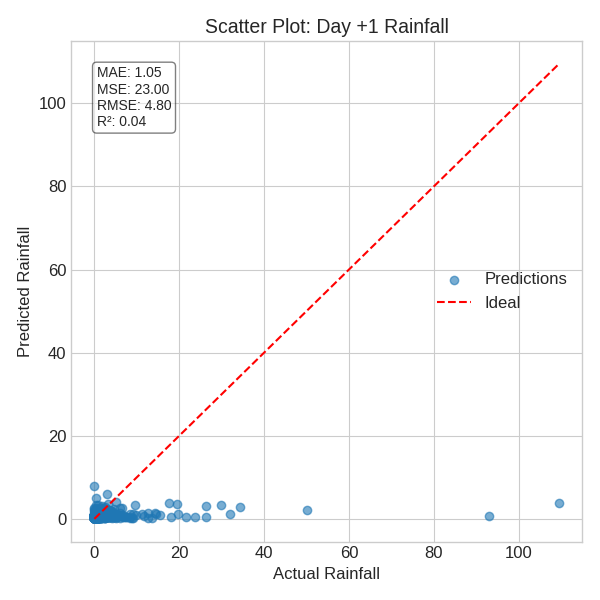 Scatter Plot: Day +1 Rainfall
MAE: 1.05
MSE: 23.00
RMSE: 4.80
R²: 0.04
100
80
60
40
20
0
Predicted Rainfall
Predictions
Ideal
0 20 40 60 80 100
Actual Rainfall